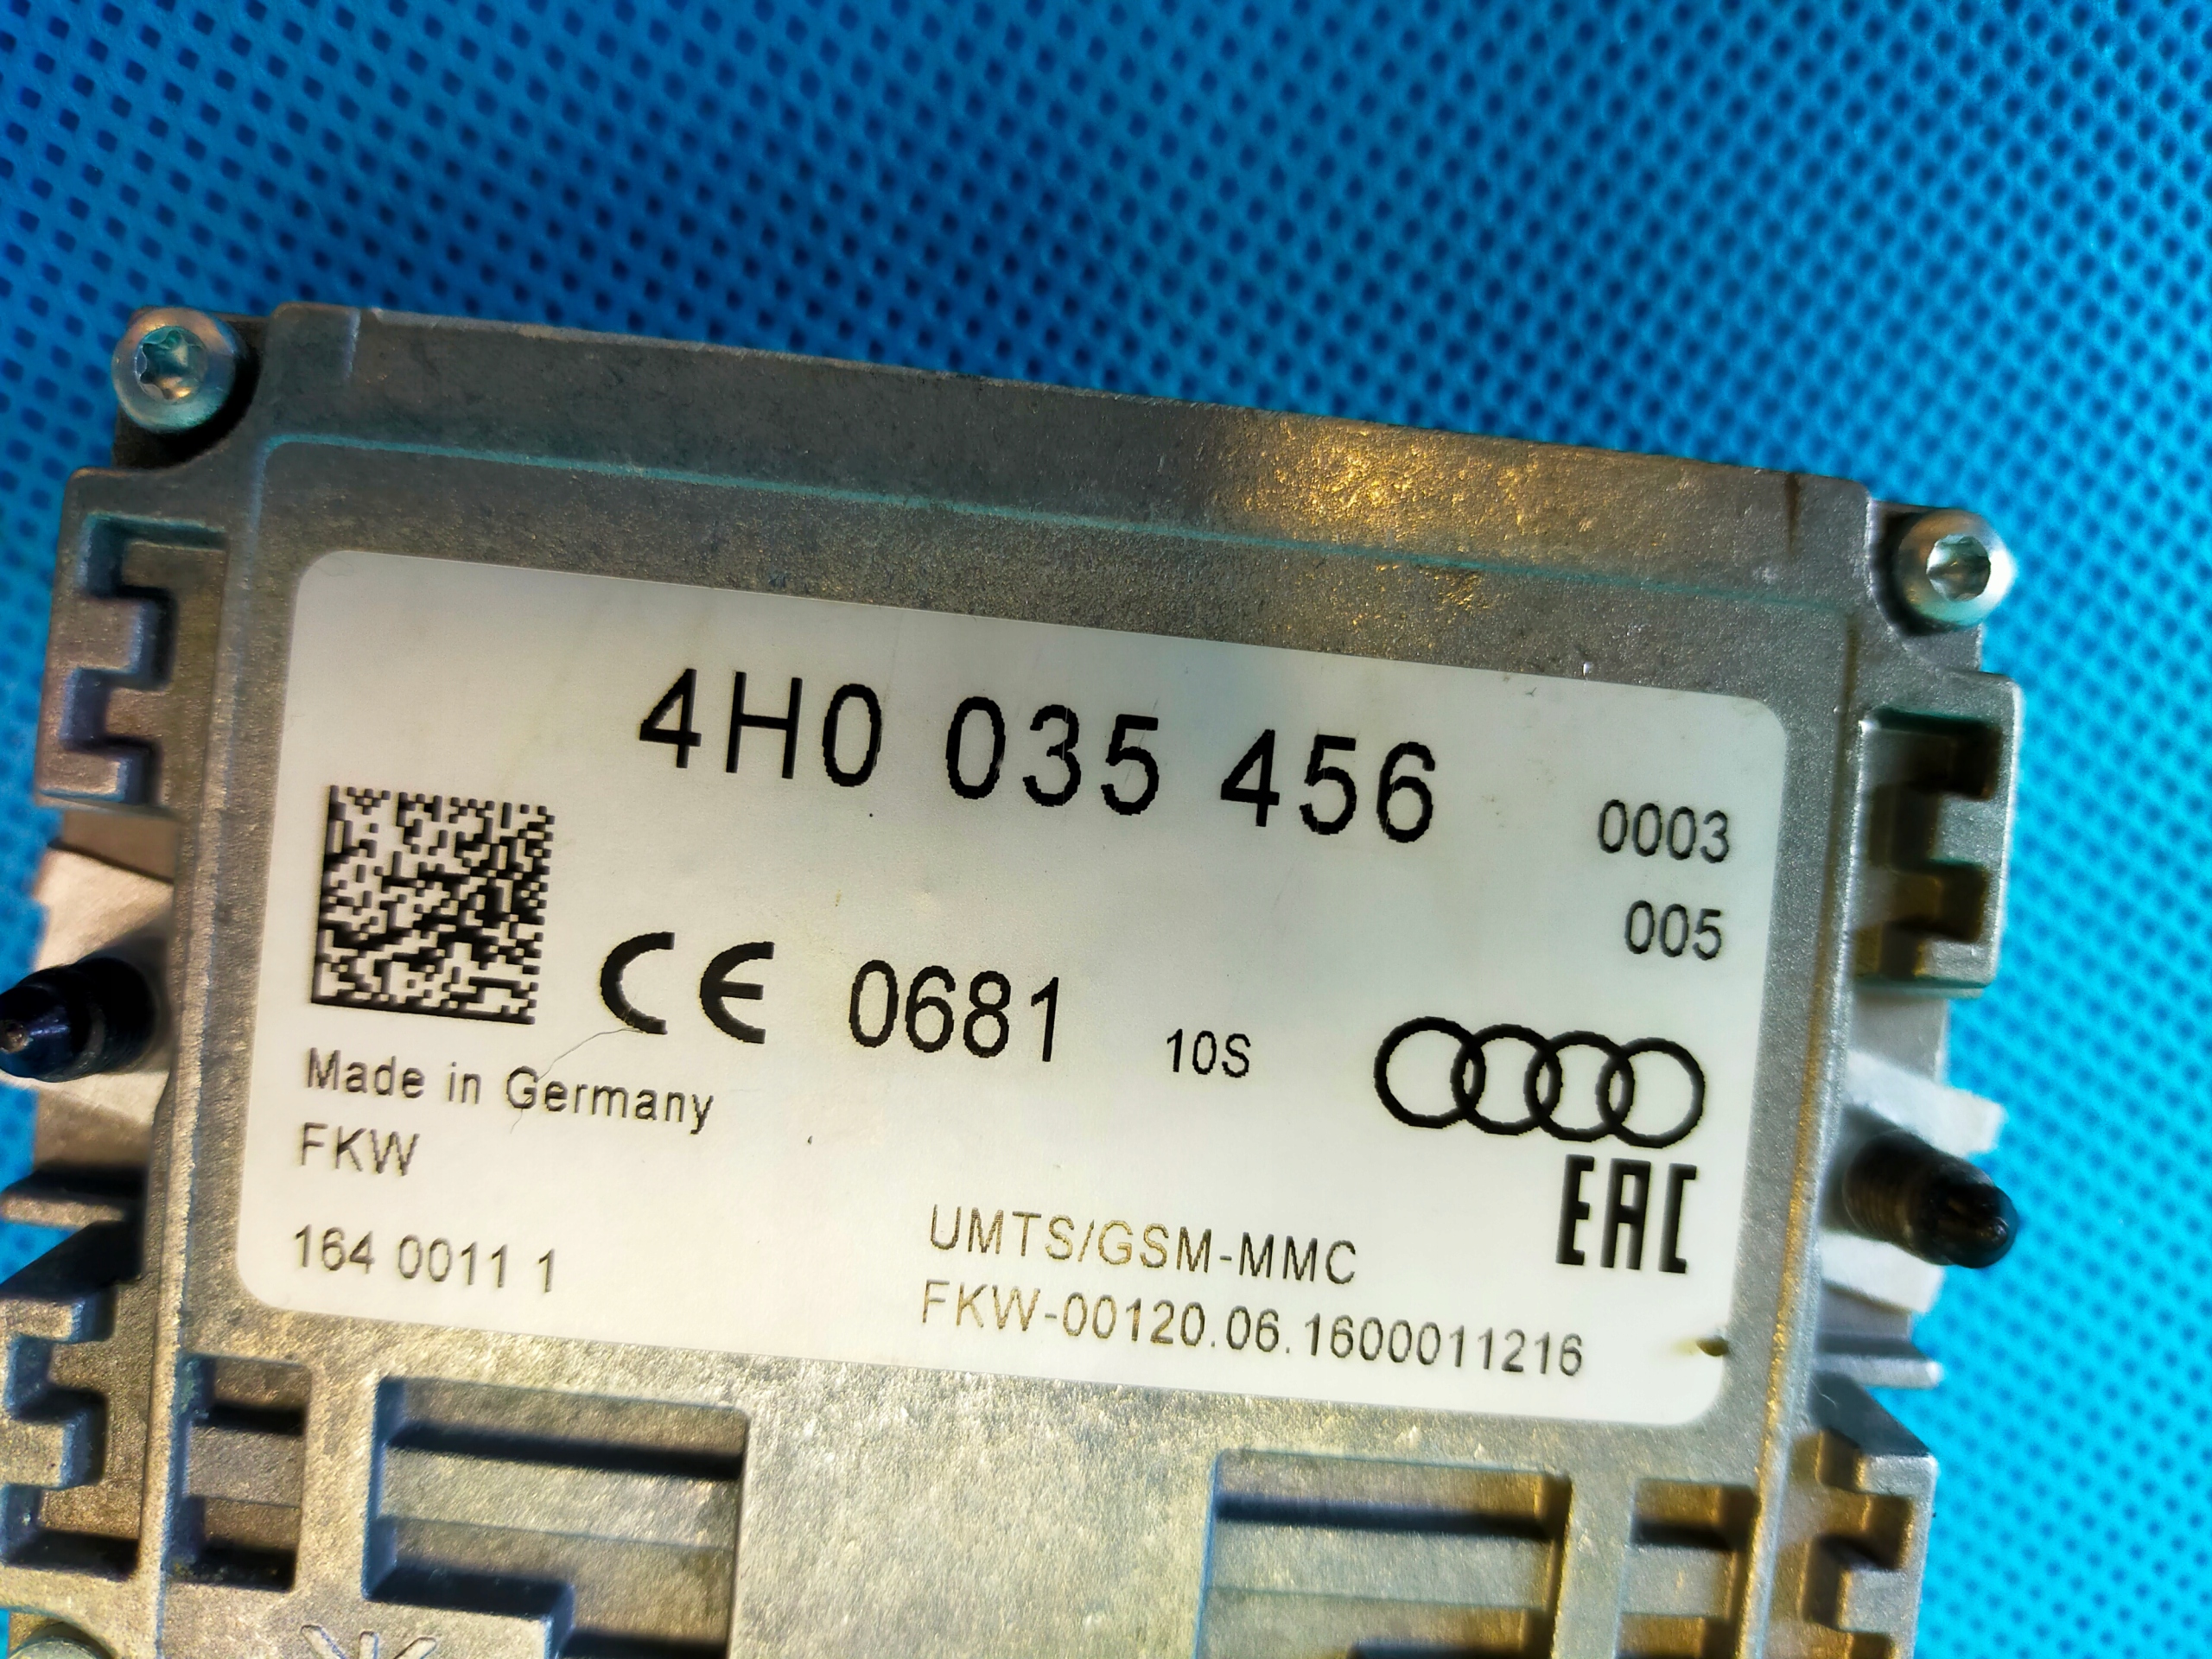 4H0 035 456
0003
005
CE 0681
10S
Made in Germany
FKW
EAC
164 0011 1
UMTS/GSM-MMC
FKW-00120.06.1600011216